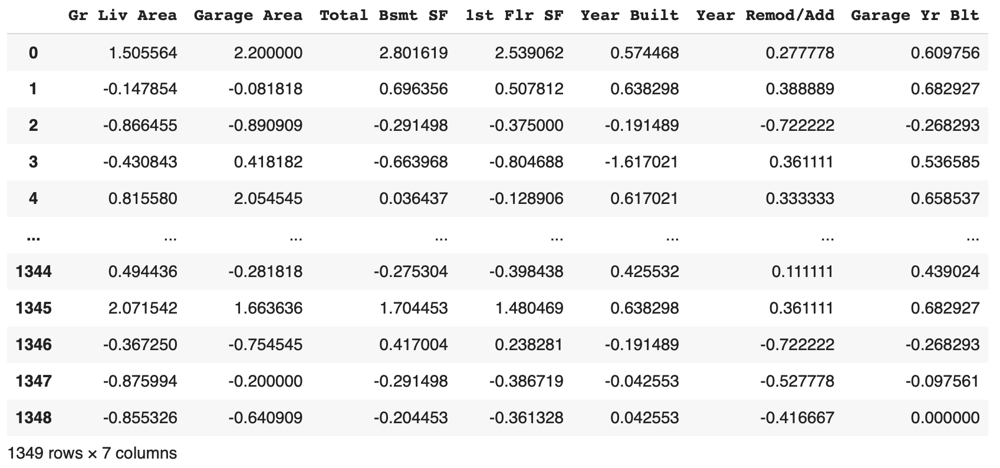 Gr Liv Area Garage Area Total Bsmt SF 1st Flr SF Year Built Year Remod/Add Garage Yr Blt
0 1.505564 2.200000 2.801619 2.539062 0.574468 0.277778 0.609756
1 -0.147854 -0.081818 0.696356 0.507812 0.638298 0.388889 0.682927
2 -0.866455 -0.890909 -0.291498 -0.375000 -0.191489 -0.722222 -0.268293
3 -0.430843 0.418182 -0.663968 -0.804688 -1.617021 0.361111 0.536585
4 0.815580 2.054545 0.036437 -0.128906 0.617021 0.333333 0.658537
... ... ... ... ... ... ... ...
1344 0.494436 -0.281818 -0.275304 -0.398438 0.425532 0.111111 0.439024
1345 2.071542 1.663636 1.704453 1.480469 0.638298 0.361111 0.682927
1346 -0.367250 -0.754545 0.417004 0.238281 -0.191489 -0.722222 -0.268293
1347 -0.875994 -0.200000 -0.291498 -0.386719 -0.042553 -0.527778 -0.097561
1348 -0.855326 -0.640909 -0.204453 -0.361328 0.042553 -0.416667 0.000000
1349 rows × 7 columns